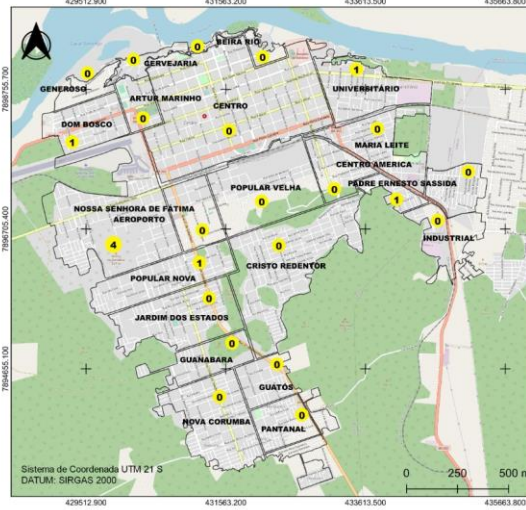 429512.900 431563.200 433613.500 435663.800
7898755.700
7896705.400
7894655.100
BEIRA RIO
0
0 0
CERVEJARIA
0 1
GENEROSO
UNIVERSITÁRIO
ARTUR MARINHO
CENTRO
DOM BOSCO
0 0 0
1
MARIA LEITE
CENTRO AMERICA
0
PADRE ERNESTO SASSIDA
POPULAR VELHA
0
0
1
NOSSA SENHORA DE FÁTIMA
AEROPORTO
0
0
INDUSTRIAL
4
0
1
CRISTO REDENTOR
POPULAR NOVA
0
JARDIM DOS ESTADOS
0
GUANABARA
0
GUATÓS
0
NOVA CORUMBA
0
PANTANAL
Sistema de Coordenada UTM 21 S
DATUM: SIRGAS 2000
0 250 500 m
429512.900 431563.200 433613.500 435663.800